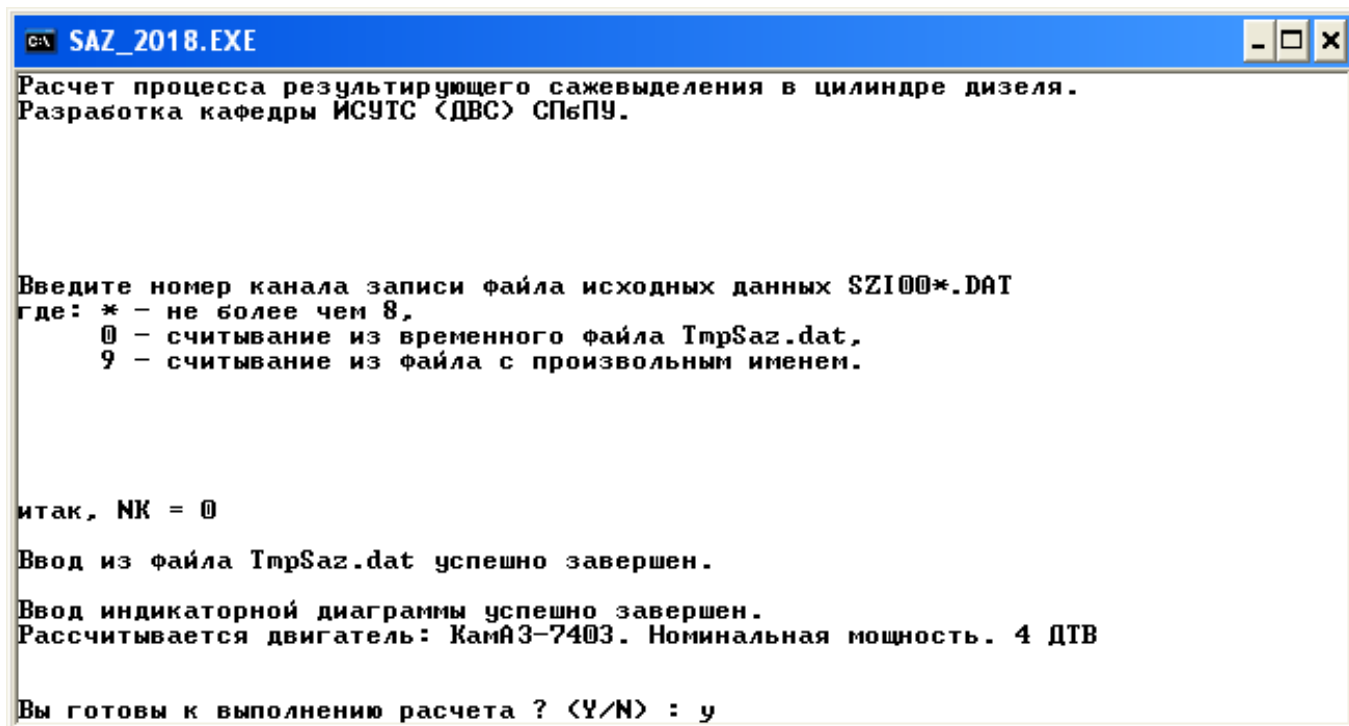 SAZ_2018.EXE
Расчет процесса результирующего сажевыделения в цилиндре дизеля.
Разработка кафедры ИСУТС (ДВС) СПбПУ.
Введите номер канала записи файла исходных данных SZI00*.DAT
где: * - не более чем 8,
0 - считывание из временного файла TmpSaz.dat,
9 - считывание из файла с произвольным именем.
итак, NK = 0
Ввод из файла TmpSaz.dat успешно завершен.
Ввод индикаторной диаграммы успешно завершен.
Рассчитывается двигатель: КамАЗ-7403. Номинальная мощность. 4 ДТВ
Вы готовы к выполнению расчета ? (Y/N) : y